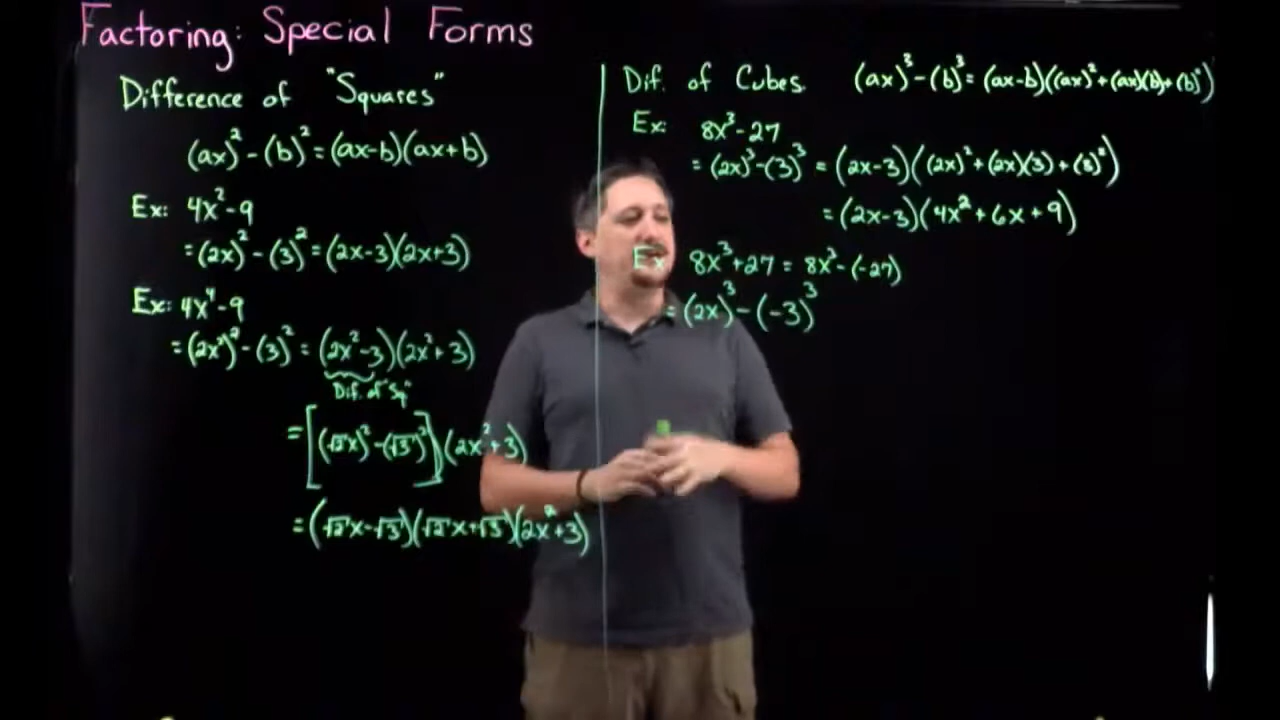 Factoring: Special Forms
Difference of "Squares"
(ax)² - (b)² = (ax-b)(ax+b)
Ex: 4x² - 9
= (2x)² - (3)² = (2x-3)(2x+3)
Ex: 4x⁴ - 9
= (2x²)² - (3)² = (2x²-3)(2x²+3)
Dif. of "Sq"
= [(√2x)² - (√3)²](2x²+3)
= (√2x-√3)(√2x+√3)(2x²+3)
Dif. of Cubes. (ax)³ - (b)³ = (ax-b)((ax)² + (ax)(b) + (b)²)
Ex: 8x³ - 27
= (2x)³ - (3)³ = (2x-3)((2x)² + (2x)(3) + (3)²)
= (2x-3)(4x² + 6x + 9)
Ex 8x³ + 27 = 8x³ - (-27)
= (2x)³ - (-3)³